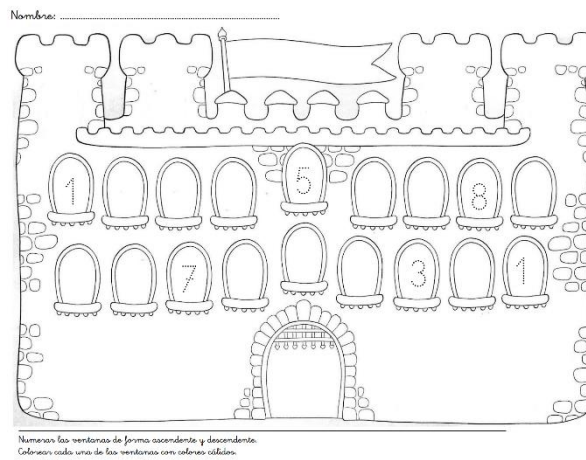 Nombre:
1 5 8
7 3 1
Numerar las ventanas de forma ascendente y descendente.
Colorear cada una de las ventanas con colores cálidos.